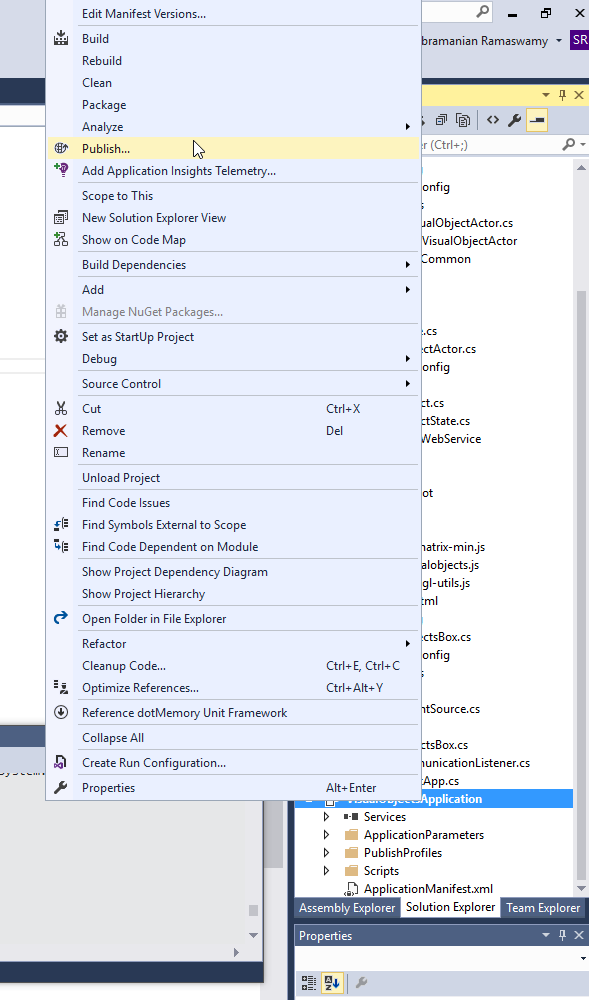 Edit Manifest Versions...
Build
bramanian Ramaswamy
SR
Rebuild
Clean
Package
Analyze
Publish...
er (Ctrl+;)
Add Application Insights Telemetry...
Scope to This
onfig
New Solution Explorer View
ualObjectActor.cs
Show on Code Map
VisualObjectActor
Build Dependencies
Common
Add
Manage NuGet Packages...
Set as StartUp Project
e.cs
Debug
ectActor.cs
onfig
Source Control
Cut Ctrl+X
ct.cs
Remove Del
ectState.cs
WebService
Rename
Unload Project
ot
Find Code Issues
Find Symbols External to Scope
Find Code Dependent on Module
matrix-min.js
alobjects.js
Show Project Dependency Diagram
gl-utils.js
Show Project Hierarchy
tml
Open Folder in File Explorer
Refactor
ectsBox.cs
onfig
Cleanup Code... Ctrl+E, Ctrl+C
Optimize References... Ctrl+Alt+Y
Reference dotMemory Unit Framework
ntSource.cs
Collapse All
ectsBox.cs
Create Run Configuration...
municationListener.cs
ctApp.cs
Properties Alt+Enter
VisualObjectsApplication
Services
ApplicationParameters
PublishProfiles
Scripts
ApplicationManifest.xml
Assembly Explorer Solution Explorer Team Explorer
Properties